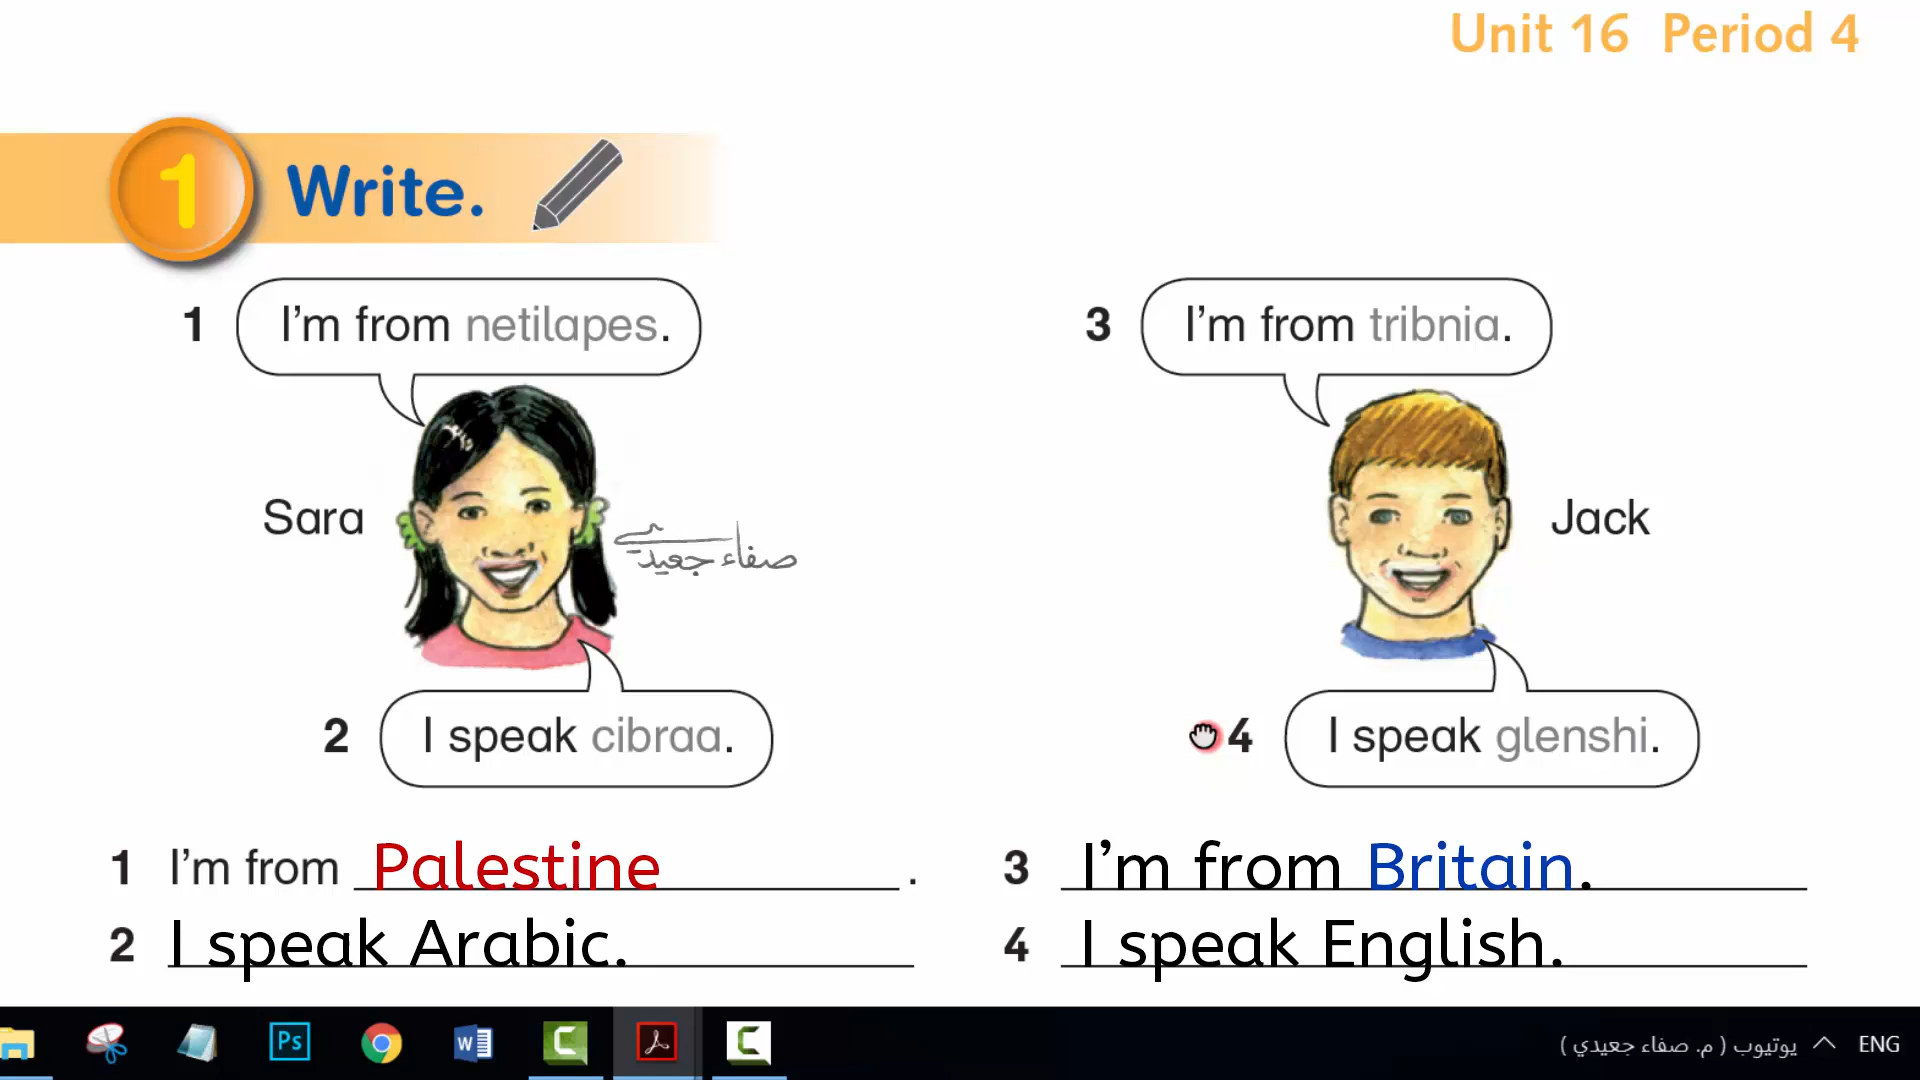 Unit 16 Period 4
1 Write.
1 I'm from netilapes.
3 I'm from tribnia.
Sara
صفاء جعيدي
Jack
2 I speak cibraa.
4 I speak glenshi.
1 I'm from Palestine .
3 I'm from Britain.
2 I speak Arabic.
4 I speak English.
Ps
W
C
C
يوتيوب ( م. صفاء جعيدي )
ENG